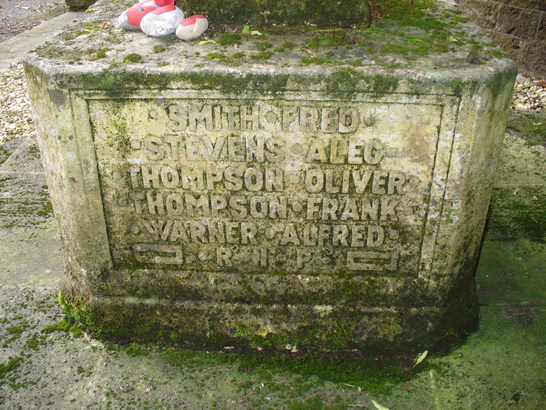 ·SMITH·FRED·
·STEVENS·ALEC·
THOMPSON·OLIVER
THOMPSON·FRANK
·WARNER·ALFRED·
·R·I·P·